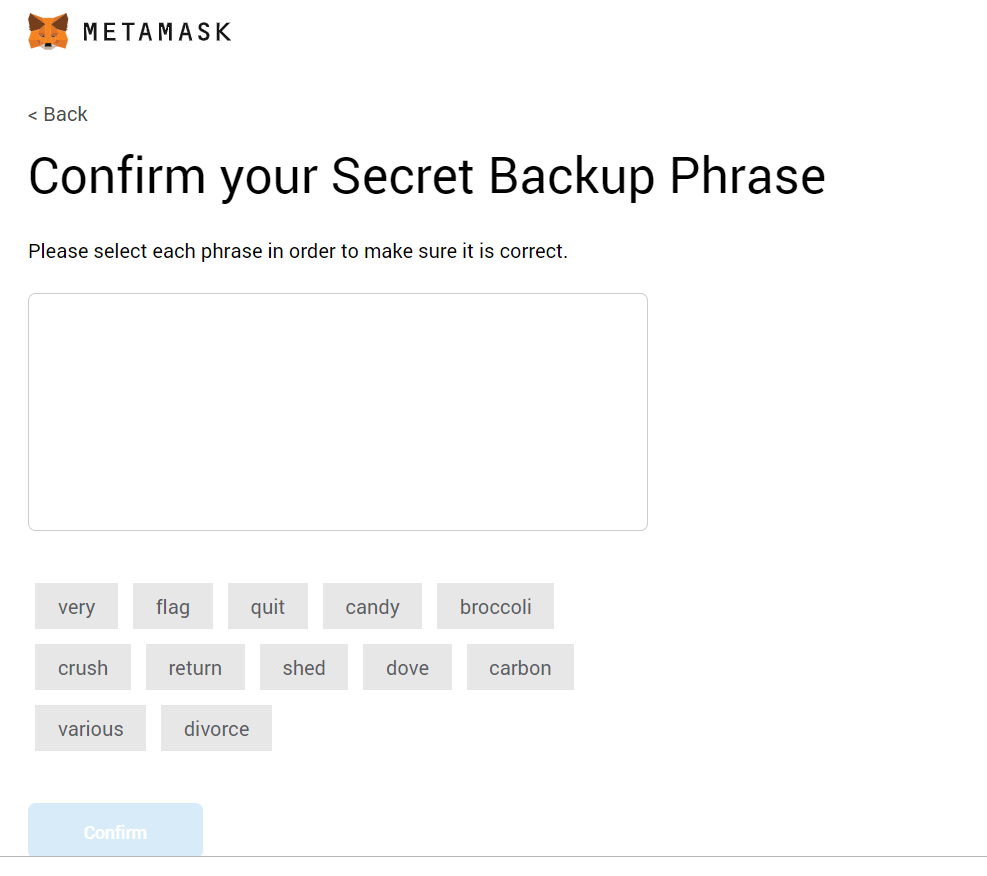 METAMASK
< Back
Confirm your Secret Backup Phrase
Please select each phrase in order to make sure it is correct.
very flag quit candy broccoli
crush return shed dove carbon
various divorce
Confirm